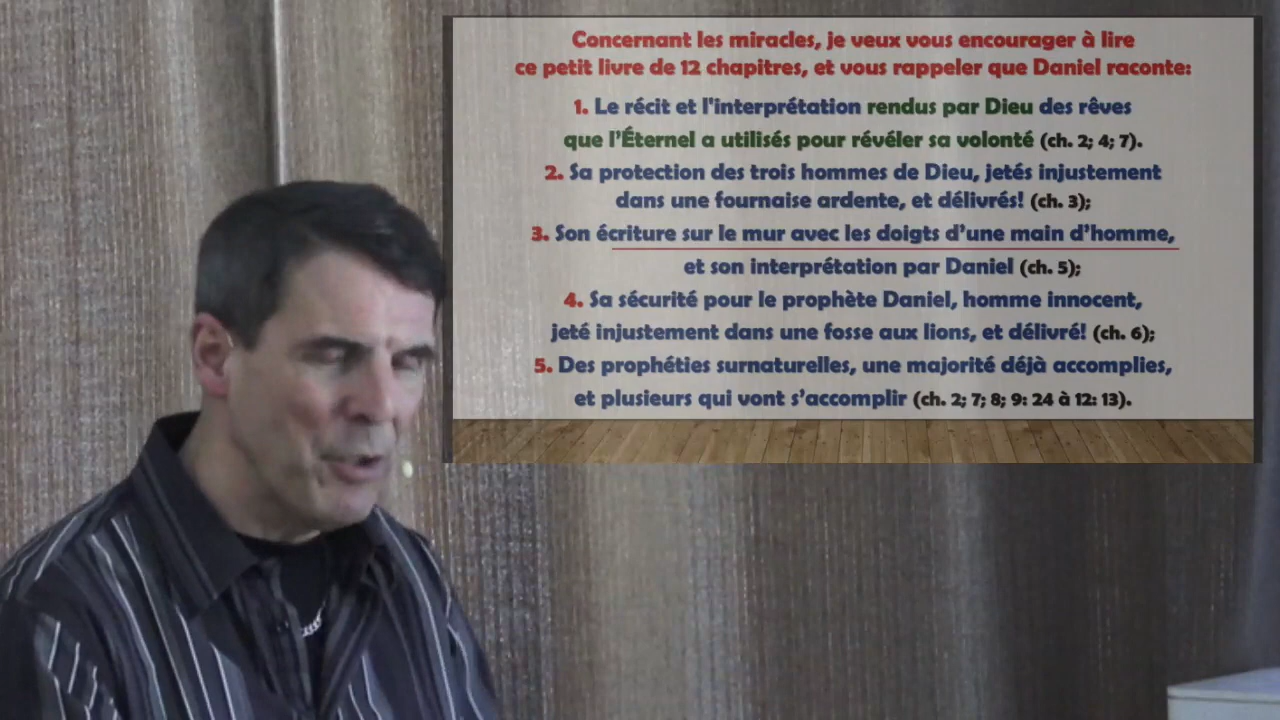 Concernant les miracles, je veux vous encourager à lire
ce petit livre de 12 chapitres, et vous rappeler que Daniel raconte:
1. Le récit et l'interprétation rendus par Dieu des rêves
que l'Éternel a utilisés pour révéler sa volonté (ch. 2; 4; 7).
2. Sa protection des trois hommes de Dieu, jetés injustement
dans une fournaise ardente, et délivrés! (ch. 3);
3. Son écriture sur le mur avec les doigts d'une main d'homme,
et son interprétation par Daniel (ch. 5);
4. Sa sécurité pour le prophète Daniel, homme innocent,
jeté injustement dans une fosse aux lions, et délivré! (ch. 6);
5. Des prophéties surnaturelles, une majorité déjà accomplies,
et plusieurs qui vont s'accomplir (ch. 2; 7; 8; 9: 24 à 12: 13).